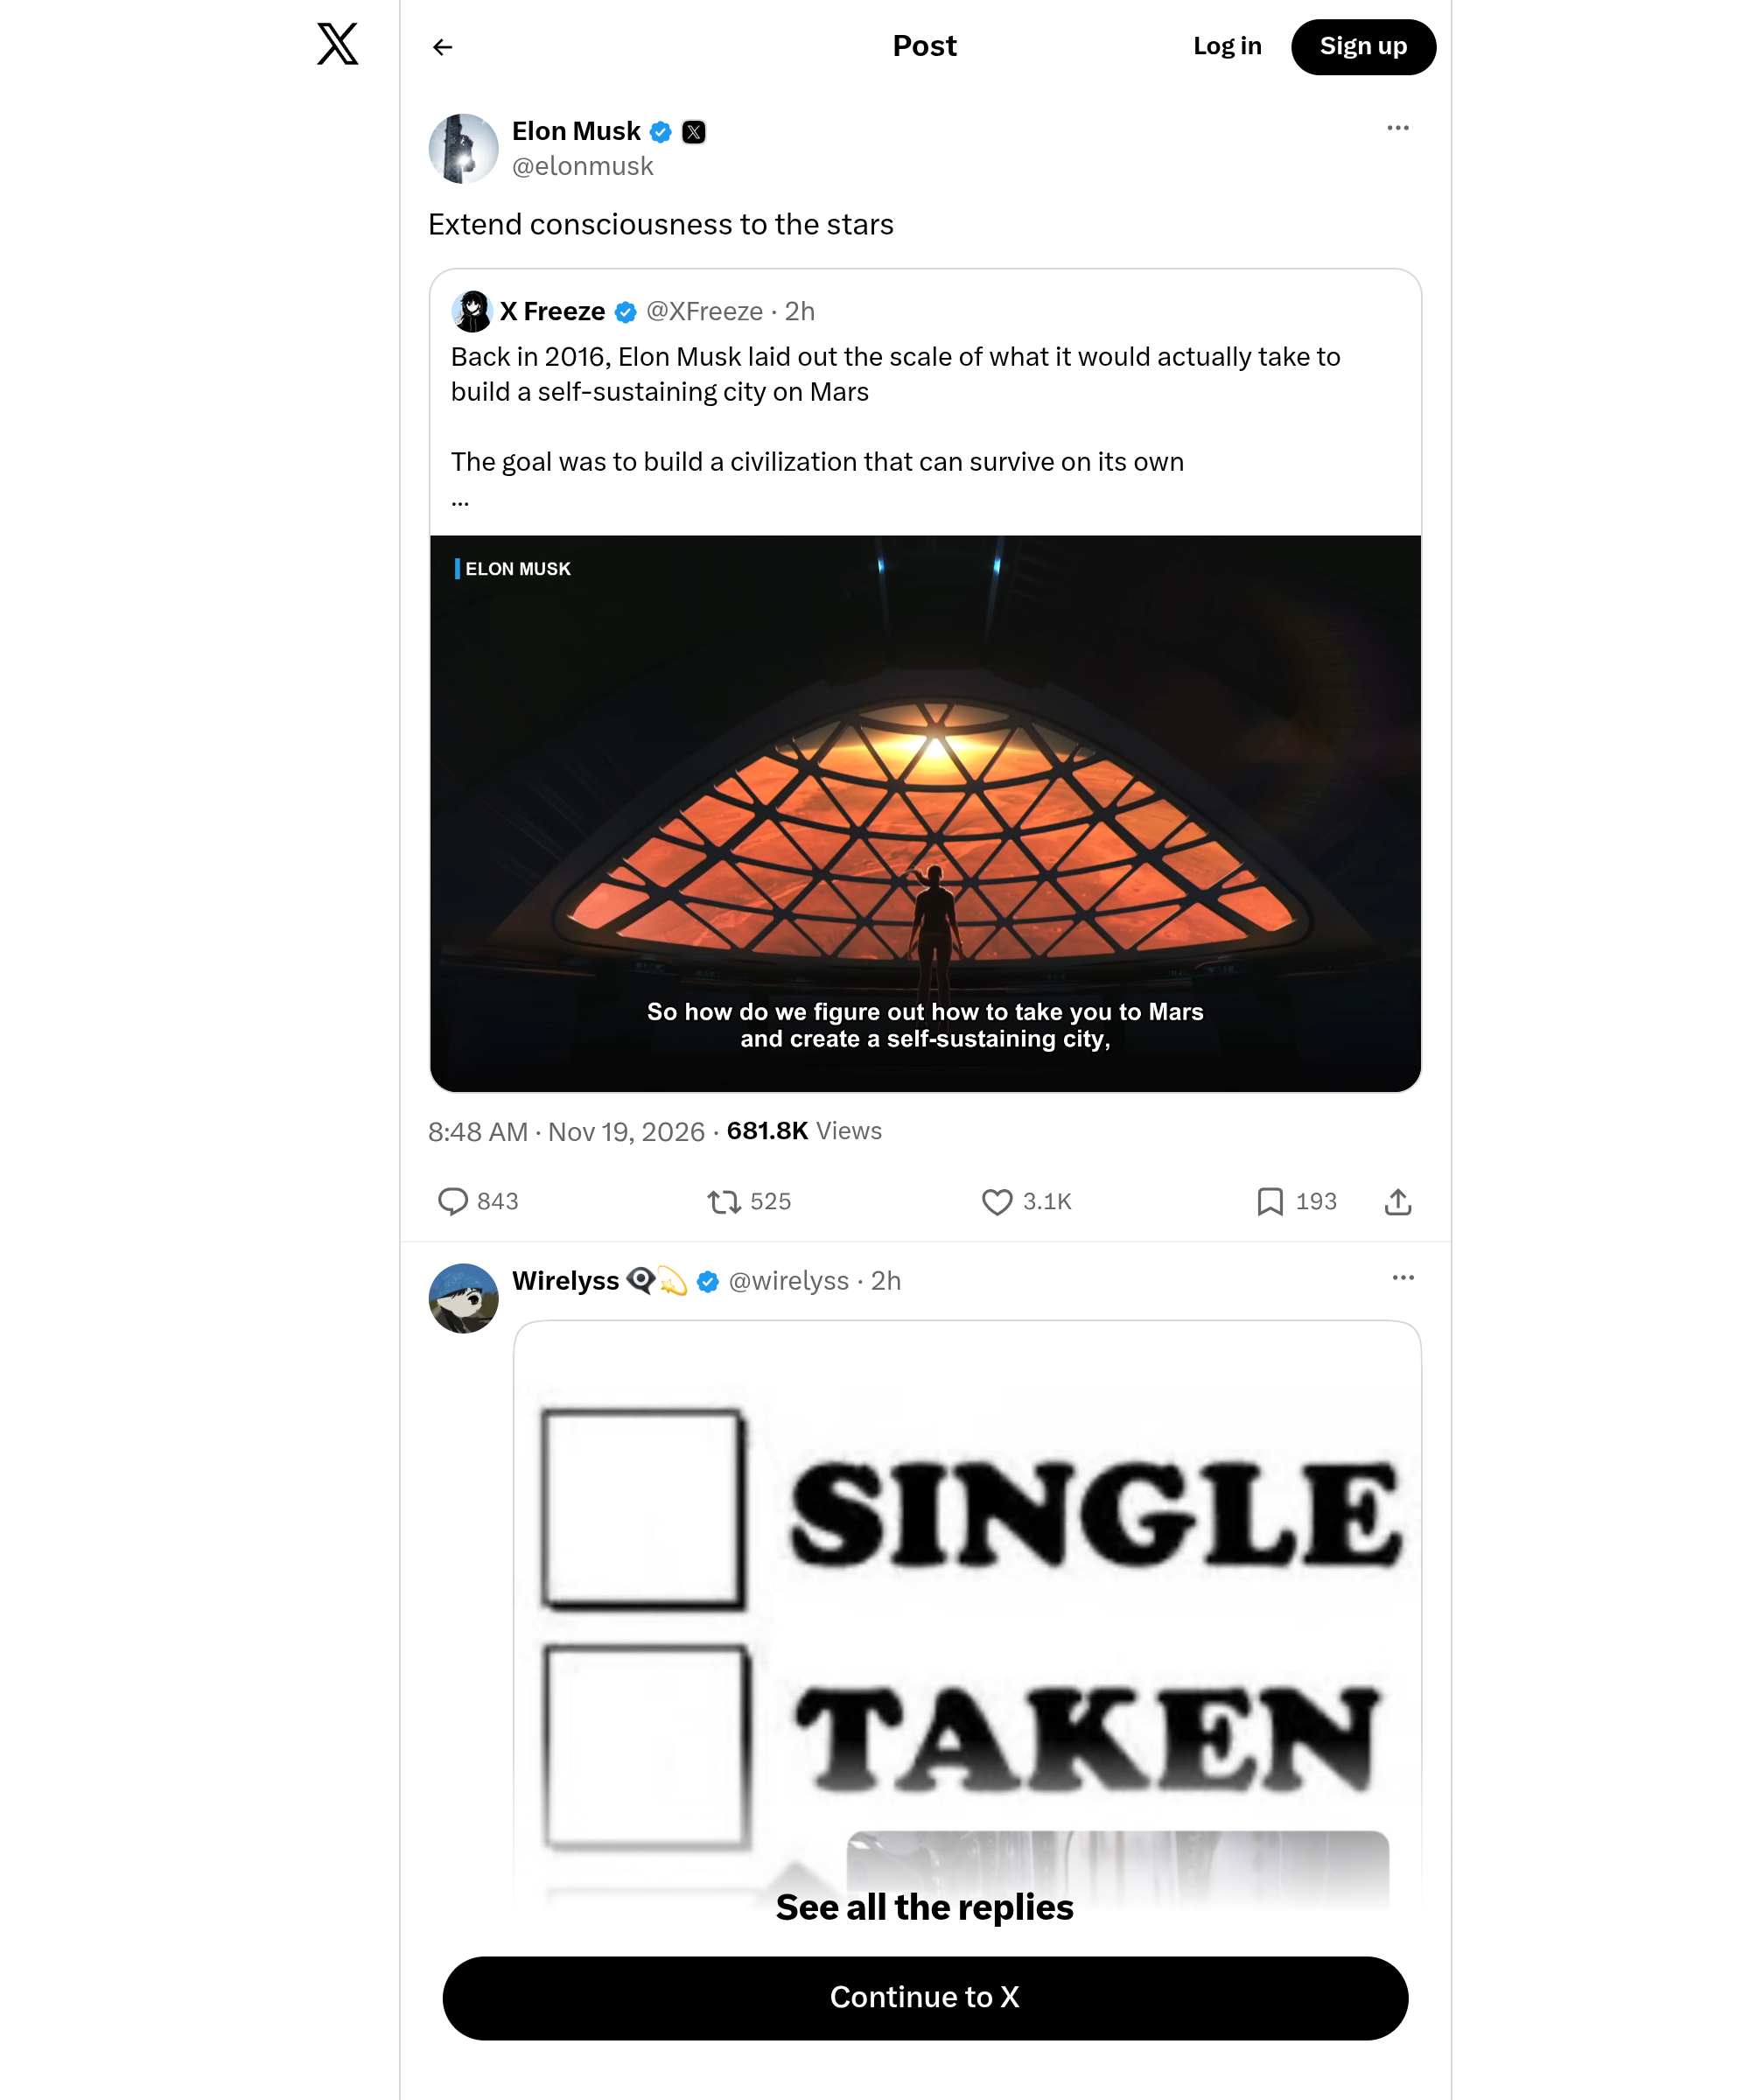 Post
Log in
Sign up
Elon Musk
@elonmusk
Extend consciousness to the stars
X Freeze @XFreeze · 2h
Back in 2016, Elon Musk laid out the scale of what it would actually take to
build a self-sustaining city on Mars
The goal was to build a civilization that can survive on its own
...
ELON MUSK
So how do we figure out how to take you to Mars
and create a self-sustaining city,
8:48 AM · Nov 19, 2026 · 681.8K Views
843 525 3.1K 193
Wirelyss 👁️‍🗨️💫 @wirelyss · 2h
SINGLE
TAKEN
See all the replies
Continue to X